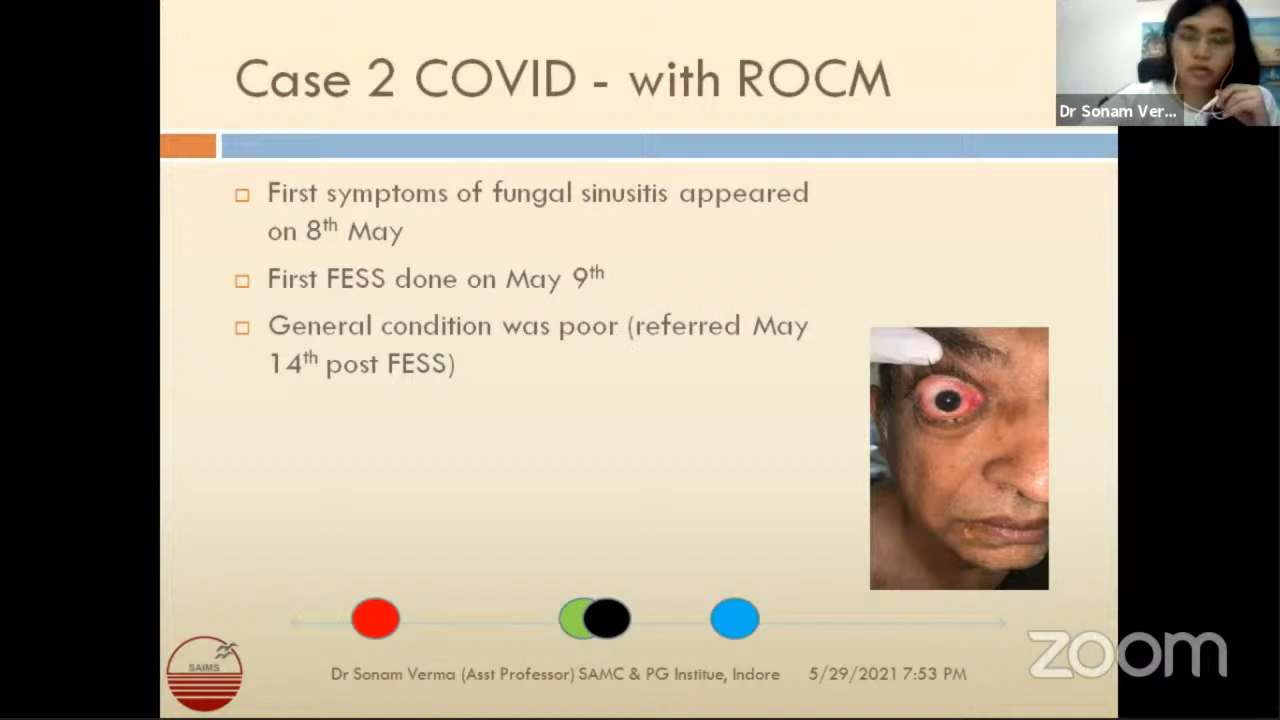 Case 2 COVID - with ROCM
Dr Sonam Ver...
First symptoms of fungal sinusitis appeared
on 8th May
First FESS done on May 9th
General condition was poor (referred May
14th post FESS)
SAIMS
Dr Sonam Verma (Asst Professor) SAMC & PG Institue, Indore
5/29/2021 7:53 PM
zoom